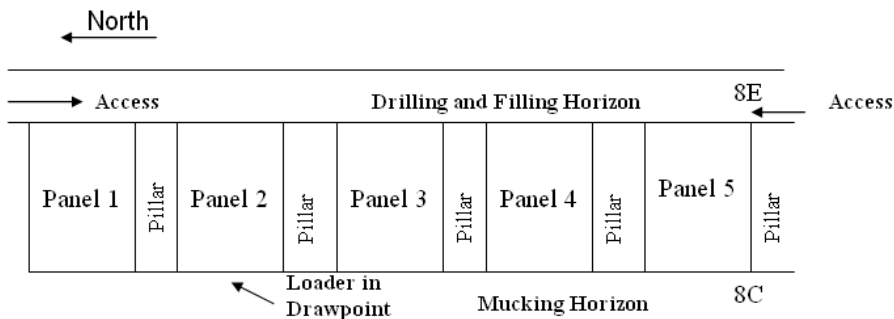 North
Access
Drilling and Filling Horizon
8E
Access
Panel 1
Pillar
Panel 2
Pillar
Panel 3
Pillar
Panel 4
Pillar
Panel 5
Pillar
Loader in
Drawpoint
Mucking Horizon
8C